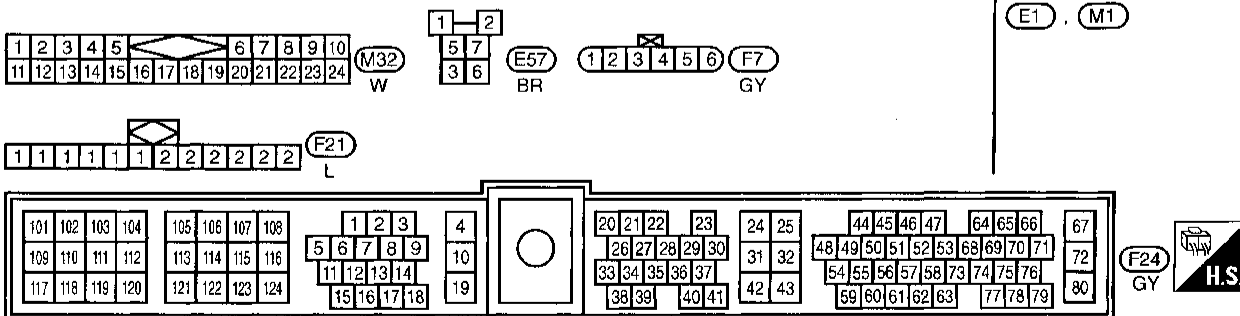 E1 , M1
1 2
1 2 3 4 5 6 7 8 9 10
5 7
11 12 13 14 15 16 17 18 19 20 21 22 23 24
3 6
M32
W
E57
BR
1 2 3 4 5 6
F7
GY
1 1 1 1 1 1 2 2 2 2 2 2
F21
L
101 102 103 104 105 106 107 108 1 2 3 4 20 21 22 23 24 25 44 45 46 47 64 65 66 67
5 6 7 8 9 26 27 28 29 30 48 49 50 51 52 53 68 69 70 71
109 110 111 112 113 114 115 116 10 31 32 72
11 12 13 14 33 34 35 36 37 54 55 56 57 58 73 74 75 76
117 118 119 120 121 122 123 124 19 42 43 80
15 16 17 18 38 39 40 41 59 60 61 62 63 77 78 79
F24
GY
H.S.